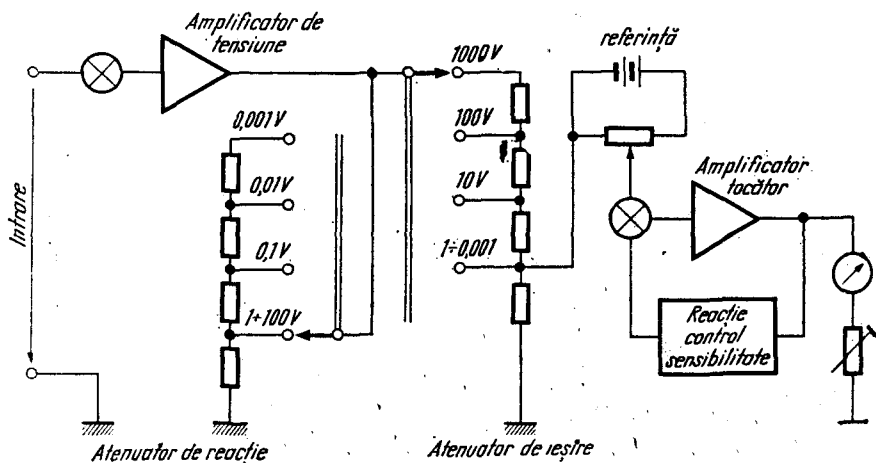 Amplificator de
tensiune
Intrare
0,001V
0,01V
0,1V
1÷100V
Atenuator de reacție
1000V
100V
10V
1÷0,001
Atenuator de ieșire
referință
Amplificator
tocător
Reacție
control
sensibilitate